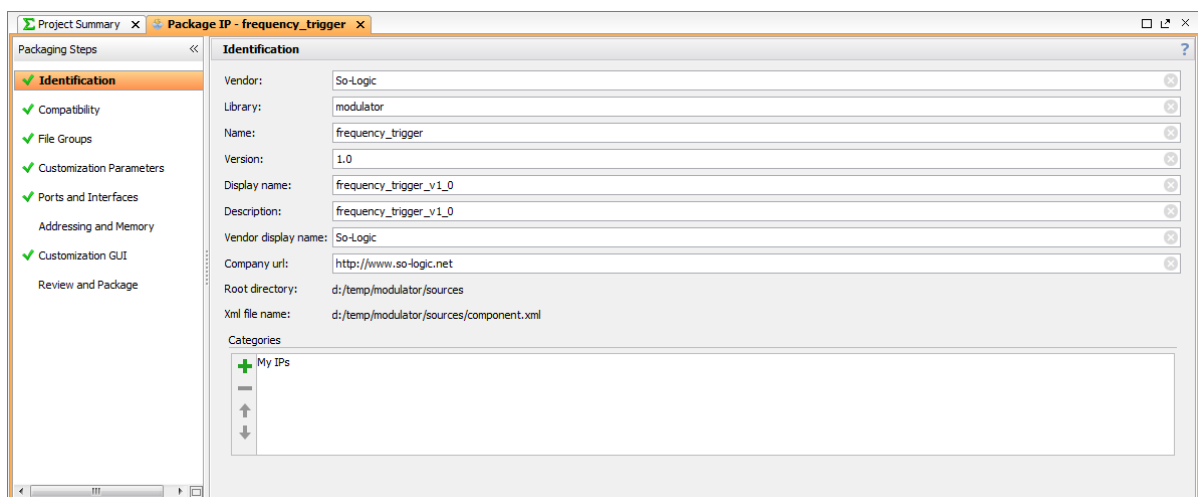 Project Summary × Package IP - frequency_trigger ×
Packaging Steps «
Identification
Compatibility
File Groups
Customization Parameters
Ports and Interfaces
Addressing and Memory
Customization GUI
Review and Package
Identification ?
Vendor: So-Logic
Library: modulator
Name: frequency_trigger
Version: 1.0
Display name: frequency_trigger_v1_0
Description: frequency_trigger_v1_0
Vendor display name: So-Logic
Company url: http://www.so-logic.net
Root directory: d:/temp/modulator/sources
Xml file name: d:/temp/modulator/sources/component.xml
Categories
My IPs